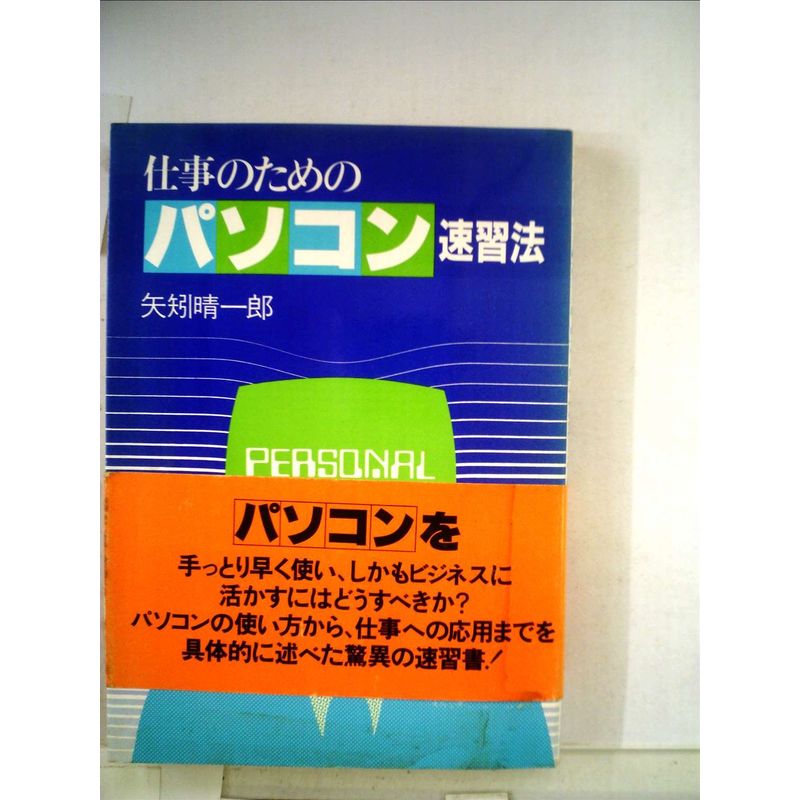 仕事のための
パソコン速習法
矢矧晴一郎
PERSONAL
パソコンを
手っとり早く使い、しかもビジネスに
活かすにはどうすべきか?
パソコンの使い方から、仕事への応用までを
具体的に述べた驚異の速習書!